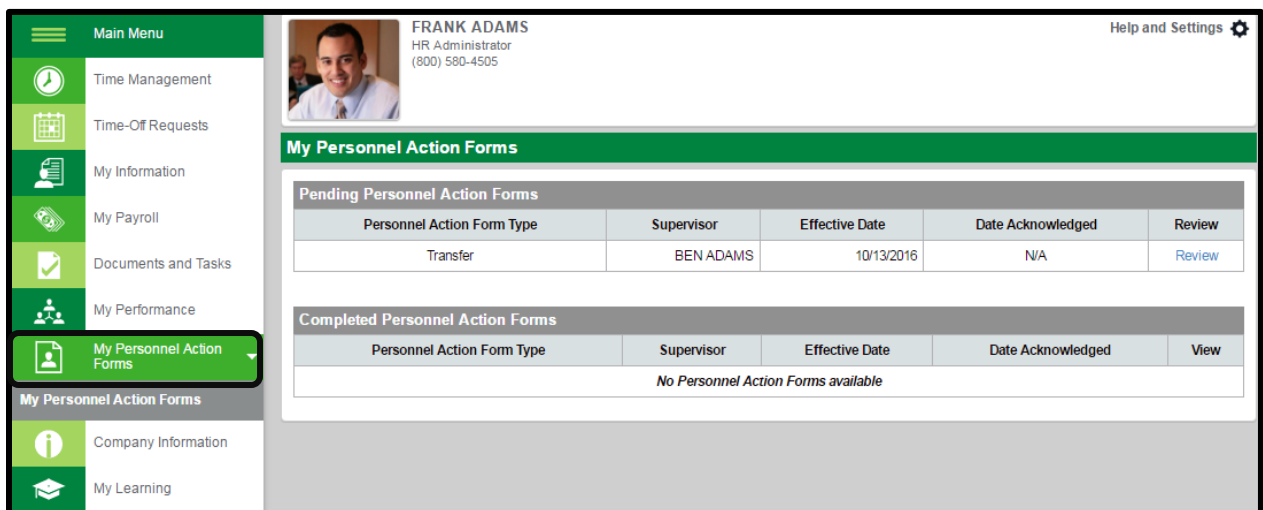 Main Menu
Time Management
Time-Off Requests
My Information
My Payroll
Documents and Tasks
My Performance
My Personnel Action
Forms
My Personnel Action Forms
Company Information
My Learning
FRANK ADAMS
HR Administrator
(800) 580-4505
Help and Settings
My Personnel Action Forms
Pending Personnel Action Forms
Personnel Action Form Type Supervisor Effective Date Date Acknowledged Review
Transfer BEN ADAMS 10/13/2016 N/A Review
Completed Personnel Action Forms
Personnel Action Form Type Supervisor Effective Date Date Acknowledged View
No Personnel Action Forms available